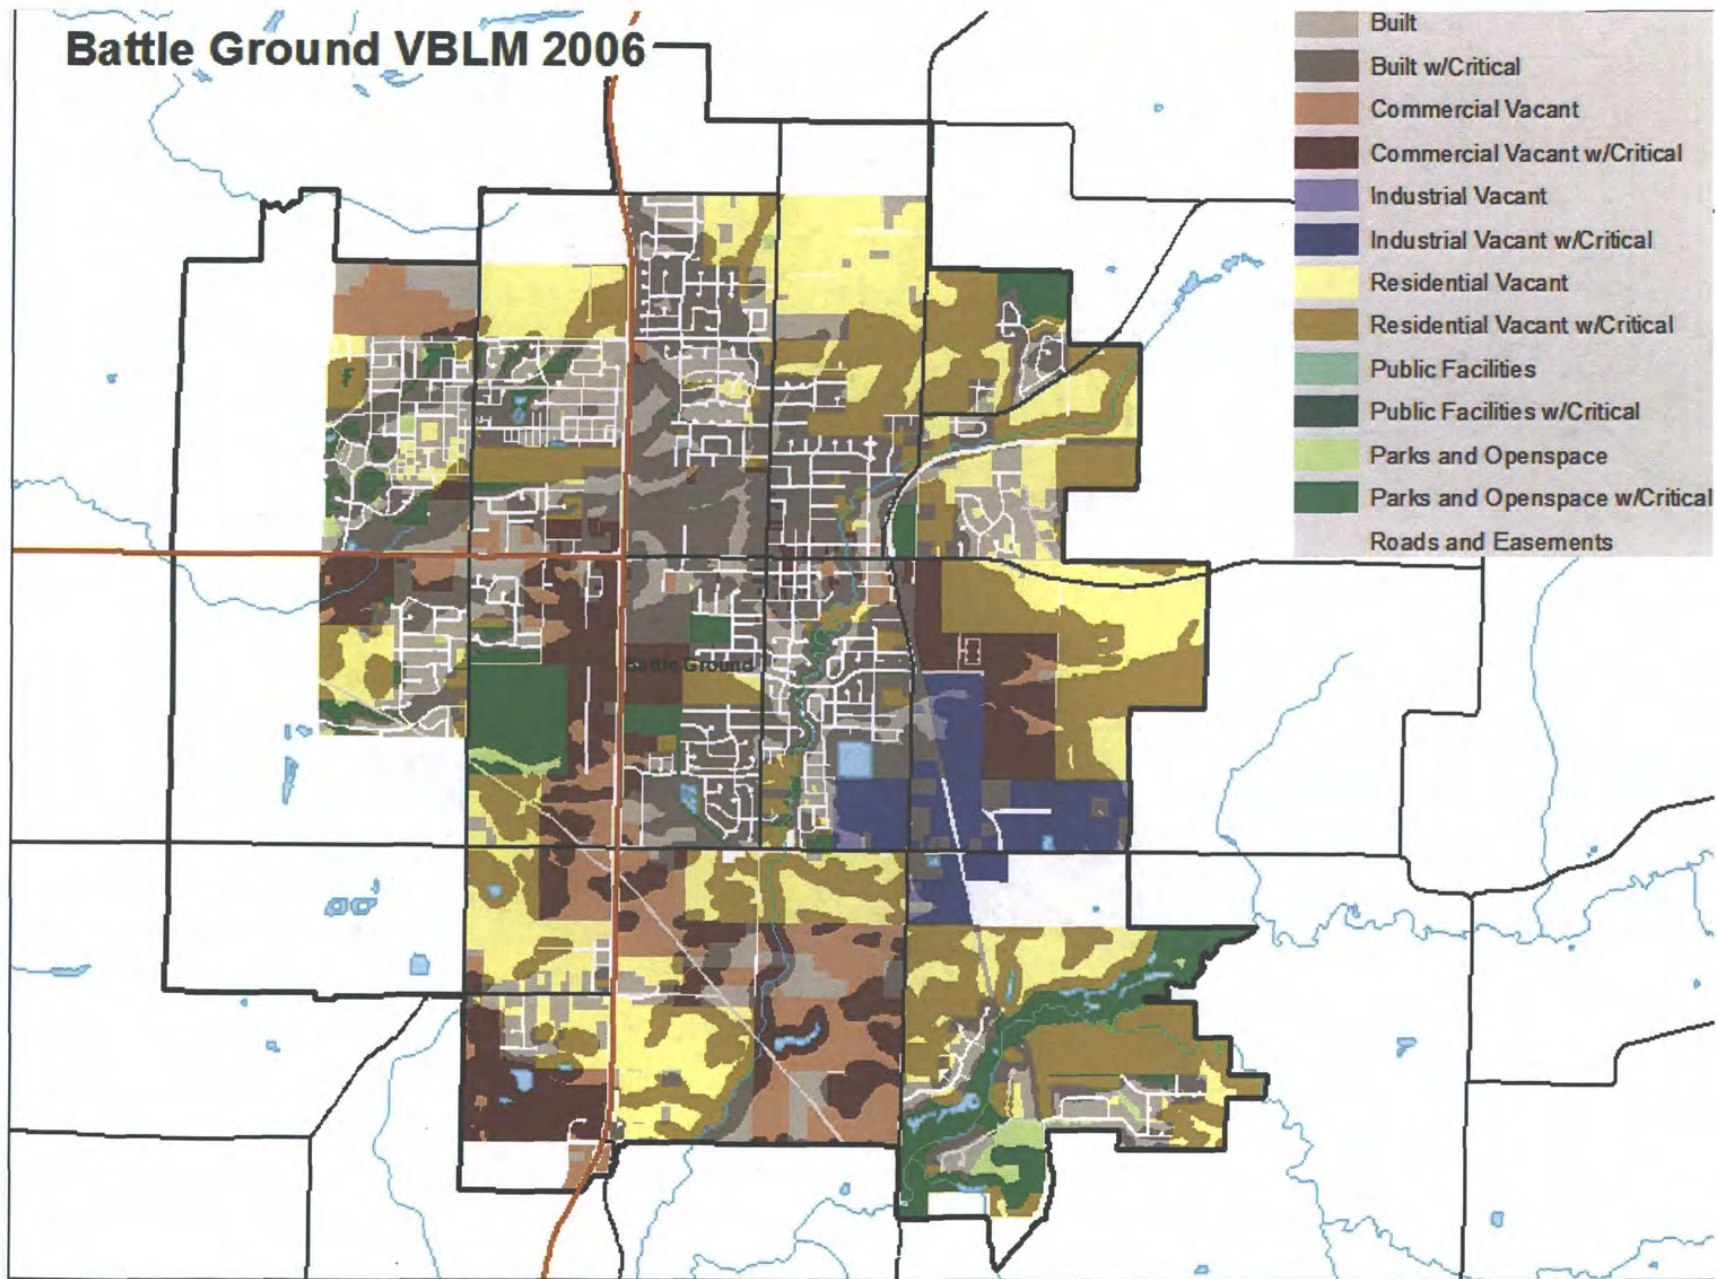 Battle Ground VBLM 2006
Built
Built w/Critical
Commercial Vacant
Commercial Vacant w/Critical
Industrial Vacant
Industrial Vacant w/Critical
Residential Vacant
Residential Vacant w/Critical
Public Facilities
Public Facilities w/Critical
Parks and Openspace
Parks and Openspace w/Critical
Roads and Easements
Battle Ground